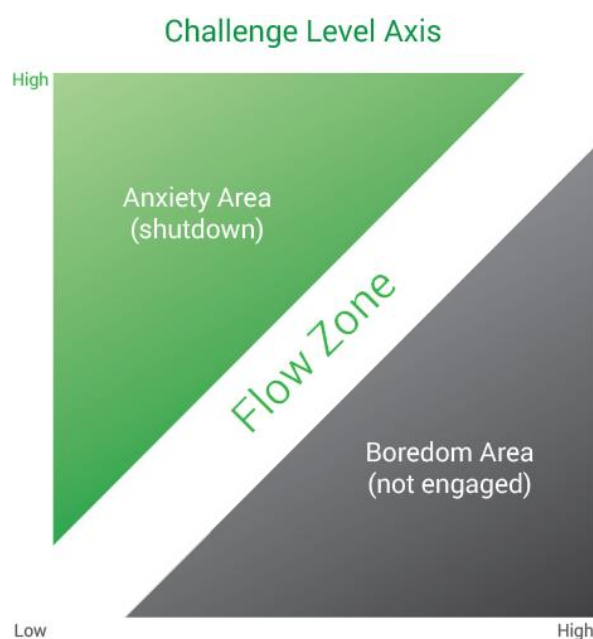 Challenge Level Axis
High
Anxiety Area
(shutdown)
Flow Zone
Boredom Area
(not engaged)
Low
High